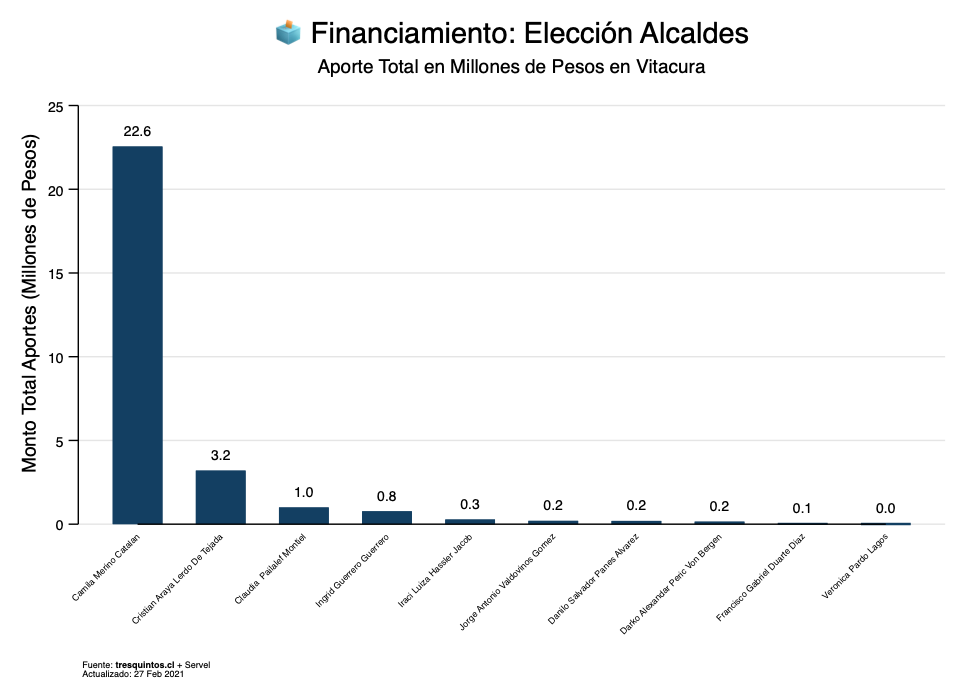 Financiamiento: Elección Alcaldes
Aporte Total en Millones de Pesos en Vitacura
Monto Total Aportes (Millones de Pesos)
25
20
15
10
5
0
22.6
3.2
1.0
0.8
0.3
0.2
0.2
0.2
0.1
0.0
Camila Merino Catalan
Cristian Araya Lerdo De Tejada
Claudia Pailalef Montiel
Ingrid Guerrero Guerrero
Iraci Luiza Hassler Jacob
Jorge Antonio Valdovinos Gomez
Danilo Salvador Panes Alvarez
Darko Alexandar Peric Von Bergen
Francisco Gabriel Duarte Diaz
Veronica Pardo Lagos
Fuente: tresquintos.cl + Servel
Actualizado: 27 Feb 2021